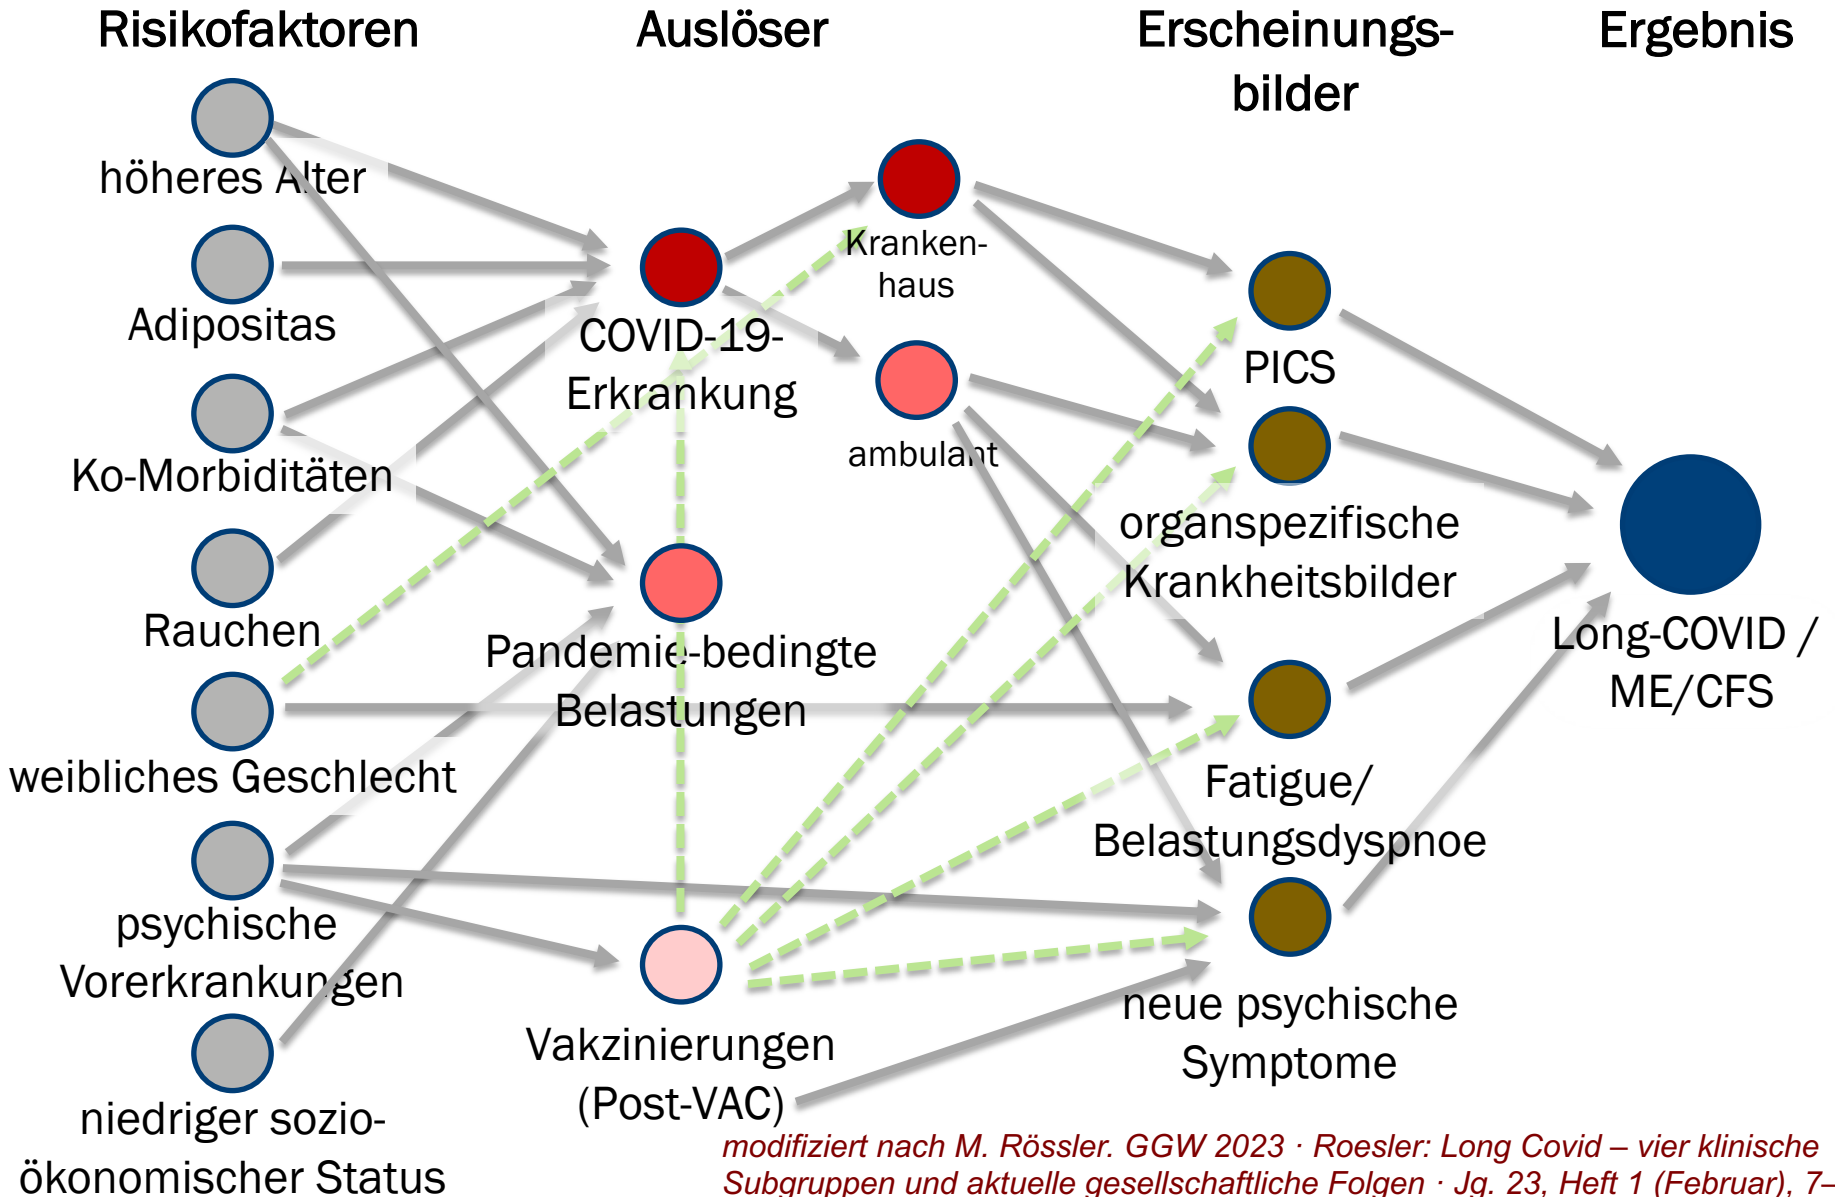 Risikofaktoren
höheres Alter
Adipositas
Ko-Morbiditäten
Rauchen
weibliches Geschlecht
psychische
Vorerkrankungen
niedriger sozio-
ökonomischer Status
Auslöser
COVID-19-
Erkrankung
Kranken-
haus
ambulant
Pandemie-bedingte
Belastungen
Vakzinierungen
(Post-VAC)
Erscheinungs-
bilder
PICS
organspezifische
Krankheitsbilder
Fatigue/
Belastungsdyspnoe
neue psychische
Symptome
Ergebnis
Long-COVID /
ME/CFS
modifiziert nach M. Rössler. GGW 2023 · Roesler: Long Covid – vier klinische
Subgruppen und aktuelle gesellschaftliche Folgen · Jg. 23, Heft 1 (Februar), 7–